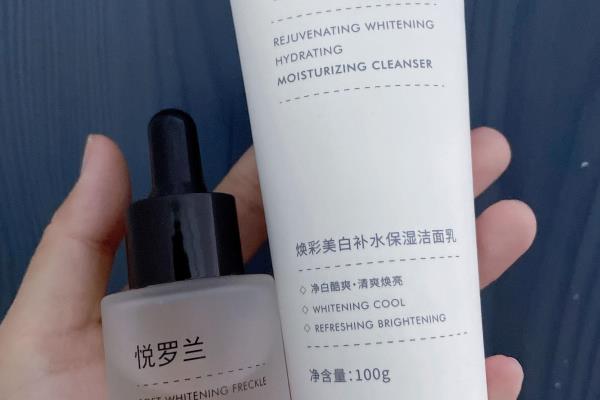 REJUVENATING WHITENING
HYDRATING
MOISTURIZING CLEANSER
焕彩美白补水保湿洁面乳
净白酷爽·清爽焕亮
WHITENING COOL
REFRESHING BRIGHTENING
净含量:100g
悦罗兰
WHITENING FRECKLE